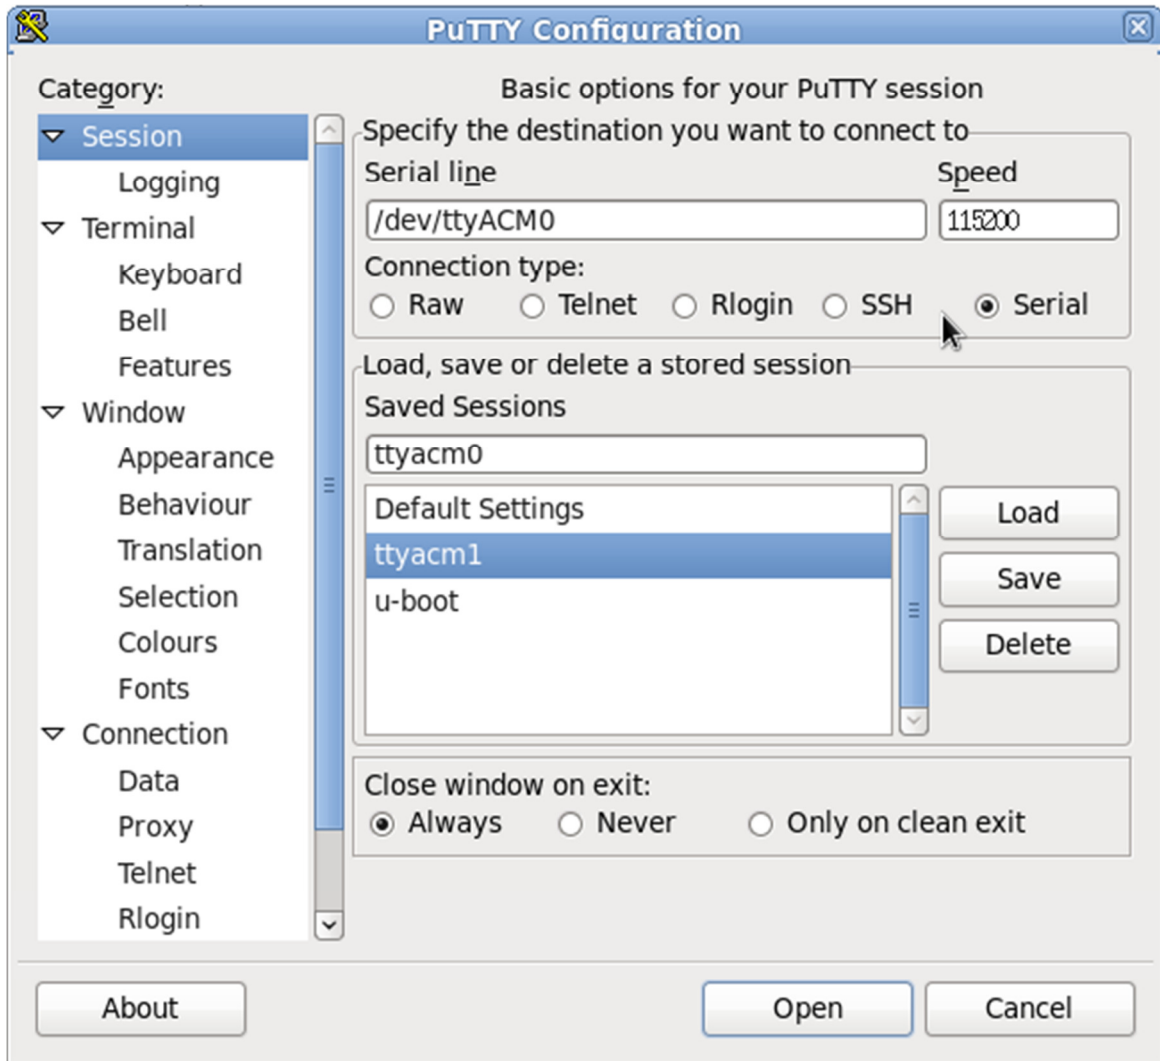 PuTTY Configuration
Category:
Session
Logging
Terminal
Keyboard
Bell
Features
Window
Appearance
Behaviour
Translation
Selection
Colours
Fonts
Connection
Data
Proxy
Telnet
Rlogin
Basic options for your PuTTY session
Specify the destination you want to connect to
Serial line Speed
/dev/ttyACM0 115200
Connection type:
Raw Telnet Rlogin SSH Serial
Load, save or delete a stored session
Saved Sessions
ttyacm0
Default Settings
ttyacm1
u-boot
Load
Save
Delete
Close window on exit:
Always Never Only on clean exit
About Open Cancel